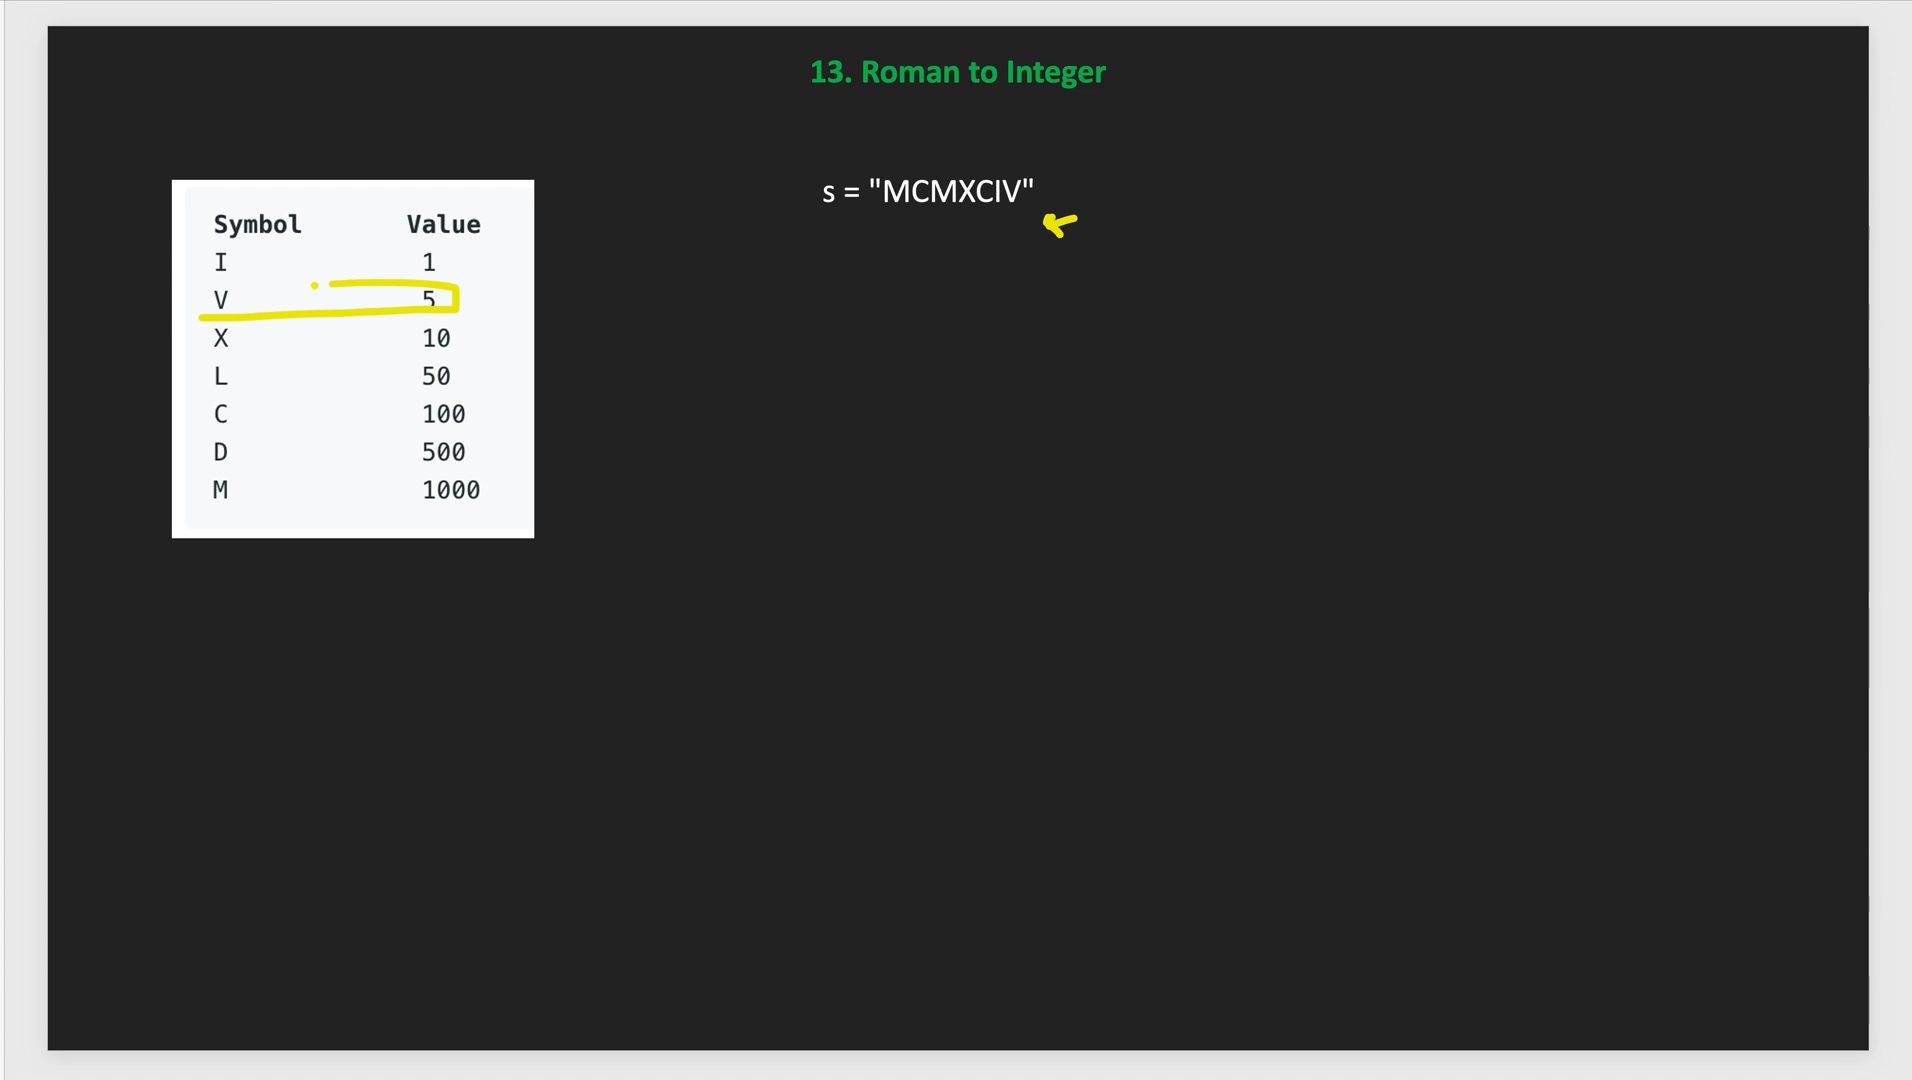 13. Roman to Integer
s = "MCMXCIV"
Symbol Value
I 1
V 5
X 10
L 50
C 100
D 500
M 1000